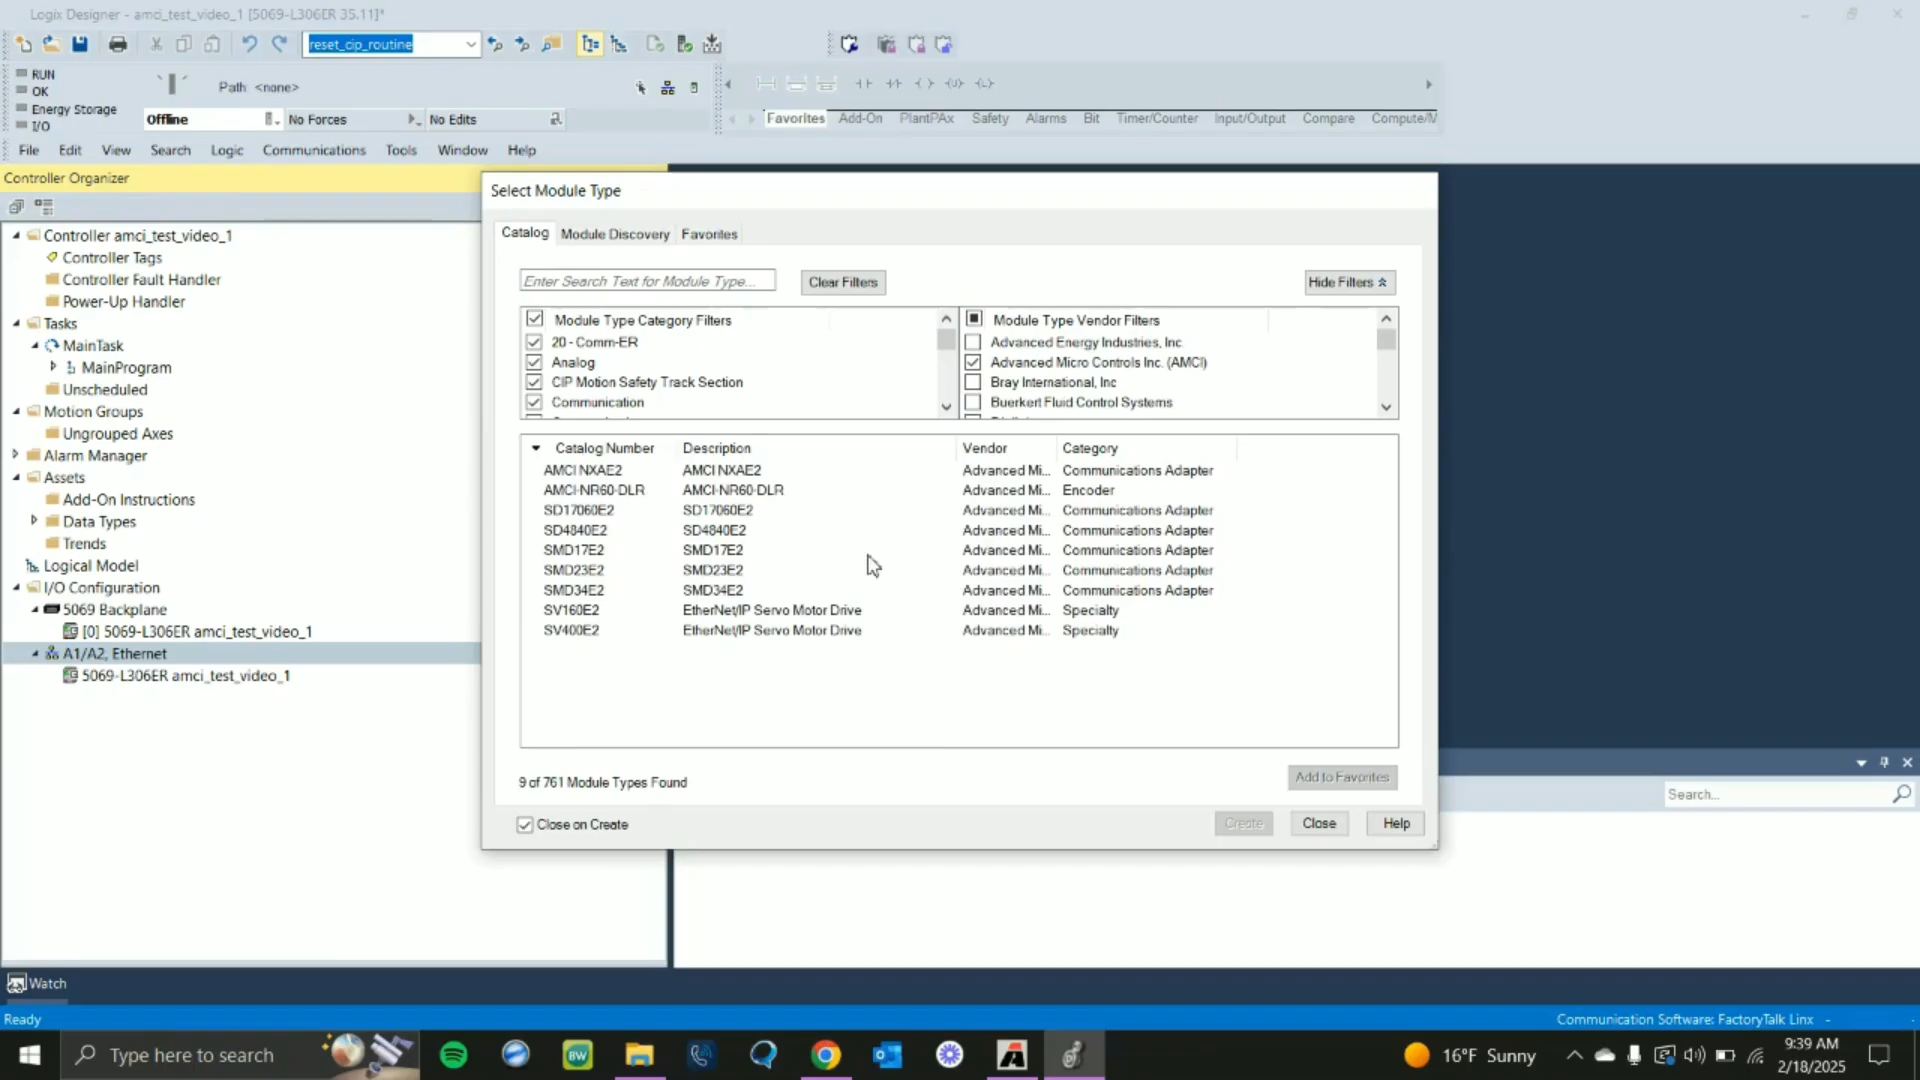 Logix Designer - amci_test_video_1 [5069-L306ER 35.11]*
reset_cip_routine
RUN
OK
Energy Storage
I/O
Path: <none>
Offline
No Forces
No Edits
Favorites Add-On PlantPAx Safety Alarms Bit Timer/Counter Input/Output Compare Compute/M
File Edit View Search Logic Communications Tools Window Help
Controller Organizer
Controller amci_test_video_1
Controller Tags
Controller Fault Handler
Power-Up Handler
Tasks
MainTask
MainProgram
Unscheduled
Motion Groups
Ungrouped Axes
Alarm Manager
Assets
Add-On Instructions
Data Types
Trends
Logical Model
I/O Configuration
5069 Backplane
[0] 5069-L306ER amci_test_video_1
A1/A2, Ethernet
5069-L306ER amci_test_video_1
Select Module Type
Catalog Module Discovery Favorites
Enter Search Text for Module Type...
Clear Filters
Hide Filters
Module Type Category Filters
20 - Comm-ER
Analog
CIP Motion Safety Track Section
Communication
Module Type Vendor Filters
Advanced Energy Industries, Inc
Advanced Micro Controls Inc. (AMCI)
Bray International, Inc
Buerkert Fluid Control Systems
Catalog Number Description Vendor Category
AMCI NXAE2 AMCI NXAE2 Advanced Mi... Communications Adapter
AMCI-NR60-DLR AMCI-NR60-DLR Advanced Mi... Encoder
SD17060E2 SD17060E2 Advanced Mi... Communications Adapter
SD4840E2 SD4840E2 Advanced Mi... Communications Adapter
SMD17E2 SMD17E2 Advanced Mi... Communications Adapter
SMD23E2 SMD23E2 Advanced Mi... Communications Adapter
SMD34E2 SMD34E2 Advanced Mi... Communications Adapter
SV160E2 EtherNet/IP Servo Motor Drive Advanced Mi... Specialty
SV400E2 EtherNet/IP Servo Motor Drive Advanced Mi... Specialty
9 of 761 Module Types Found
Add to Favorites
Close on Create
Create Close Help
Search...
Watch
Ready
Communication Software: FactoryTalk Linx -
Type here to search
BW
16°F Sunny
9:39 AM
2/18/2025